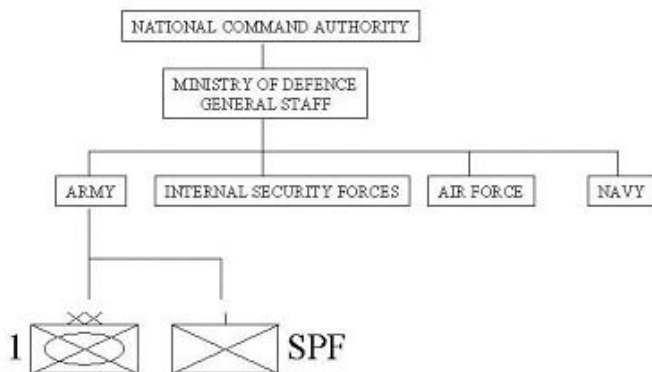 NATIONAL COMMAND AUTHORITY
MINISTRY OF DEFENCE
GENERAL STAFF
ARMY
INTERNAL SECURITY FORCES
AIR FORCE
NAVY
1
SPF